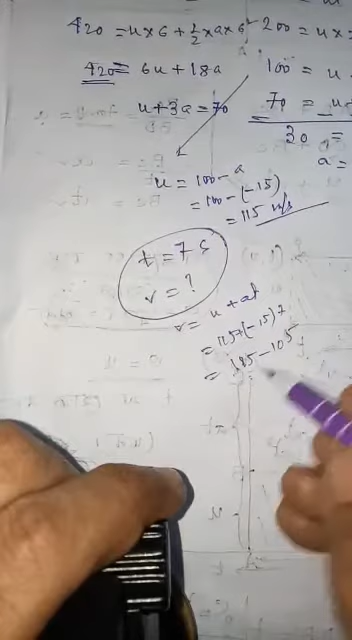 420 = u×6 + 1/2 × a × 6²
200 = u×
420 = 6u + 18a
100 = u
u + 3a = 70
70 = u
30 =
a =
u = 100 - a
= 100 - (-15)
= 115 m/s
t = 7 s
v = ?
v = u + at
= 115 + (-15) 7
= 115 - 105
=